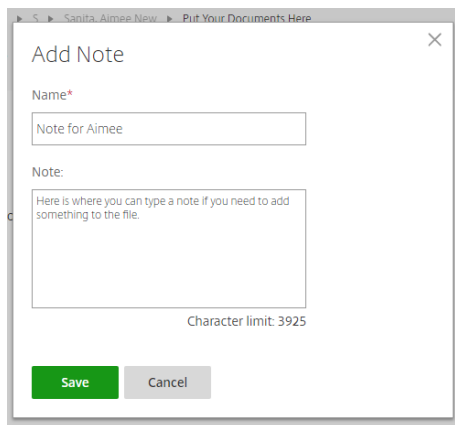 S Sanita, Aimee New Put Your Documents Here
Add Note
Name*
Note for Aimee
Note:
Here is where you can type a note if you need to add
something to the file.
Character limit: 3925
Save Cancel